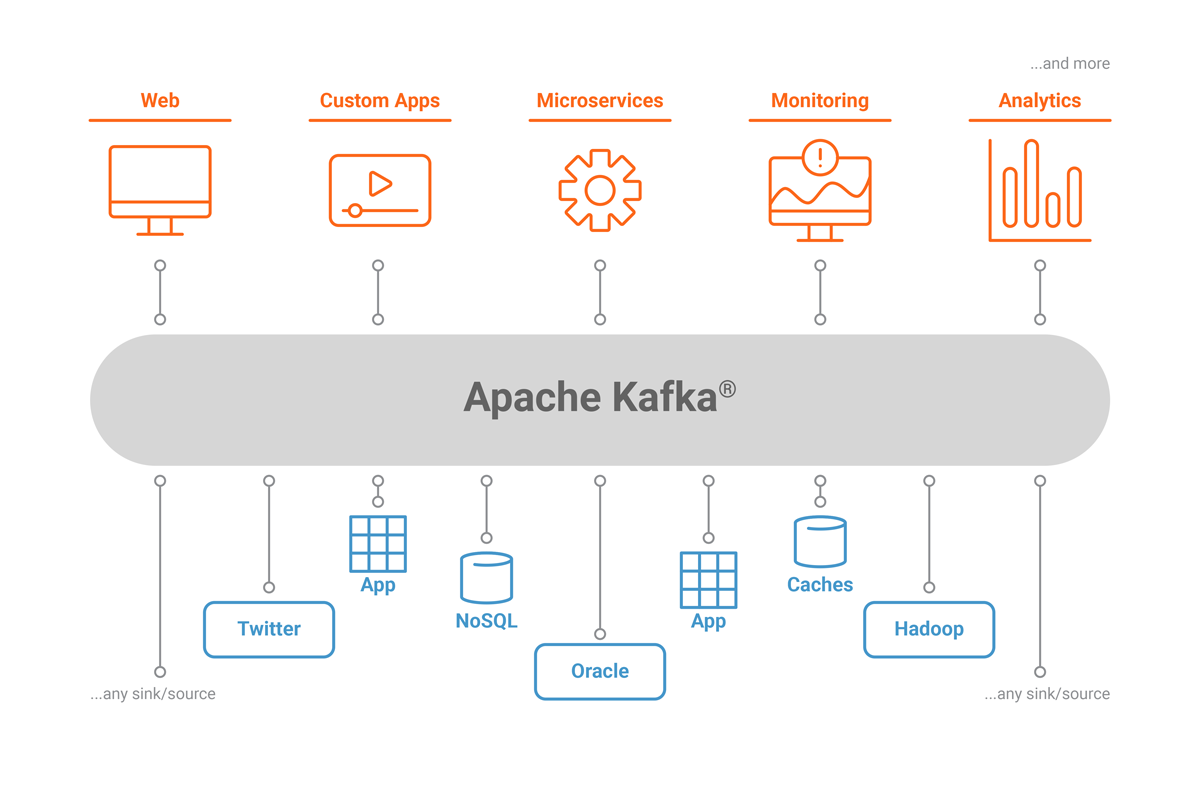 ...and more
Web
Custom Apps
Microservices
Monitoring
Analytics
Apache Kafka®
App
Caches
NoSQL
App
Twitter
Hadoop
Oracle
...any sink/source
...any sink/source